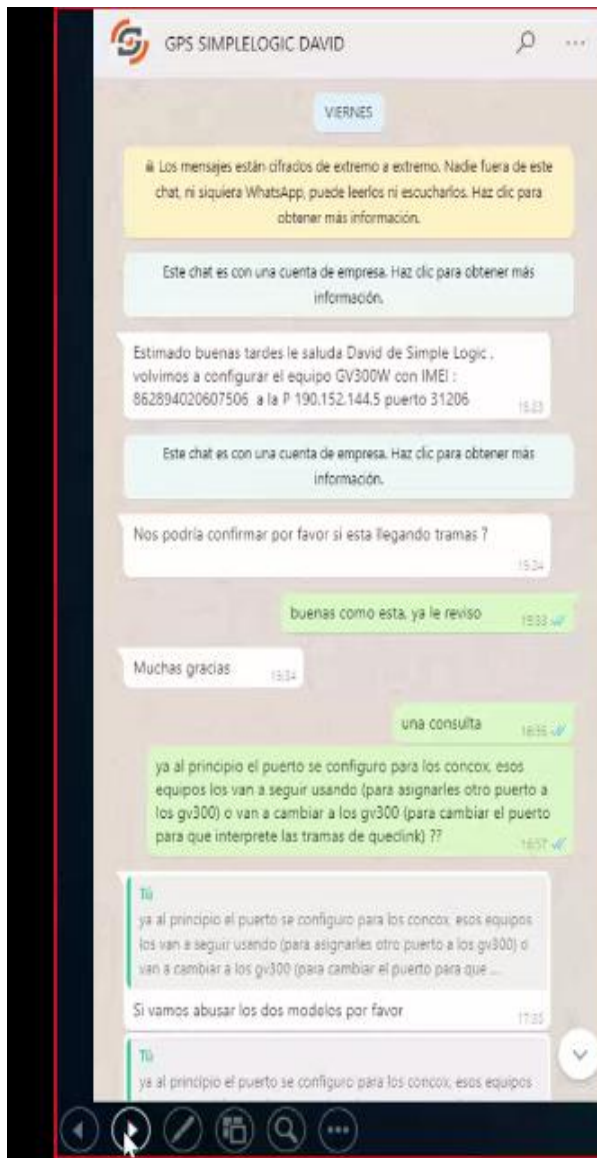 GPS SIMPLELOGIC DAVID
VIERNES
Los mensajes están cifrados de extremo a extremo. Nadie fuera de este
chat, ni siquiera WhatsApp, puede leerlos ni escucharlos. Haz clic para
obtener más información.
Este chat es con una cuenta de empresa. Haz clic para obtener más
información.
Estimado buenas tardes le saluda David de Simple Logic .
volvimos a configurar el equipo GV300W con IMEI :
862894020607506 a la P 190.152.144.5 puerto 31206
Este chat es con una cuenta de empresa. Haz clic para obtener más
información.
Nos podría confirmar por favor si esta llegando tramas ?
15:24
buenas como esta, ya le reviso
Muchas gracias
una consulta
ya al principio el puerto se configuro para los concox, esos
equipos los van a seguir usando (para asignarles otro puerto a
los gv300) o van a cambiar a los gv300 (para cambiar el puerto
para que interprete las tramas de queclink) ??
16:57
Tú
ya al principio el puerto se configuro para los concox, esos equipos
los van a seguir usando (para asignarles otro puerto a los gv300) o
van a cambiar a los gv300 (para cambiar el puerto para que ...
Si vamos abusar los dos modelos por favor
Tú
ya al principio el puerto se configuro para los concox, esos equipos